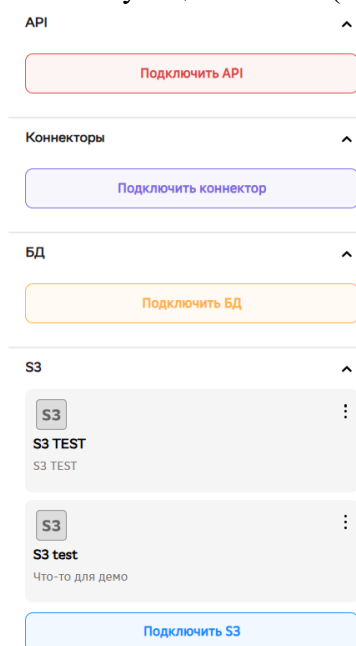 API
Подключить API
Коннекторы
Подключить коннектор
БД
Подключить БД
S3
S3
S3 TEST
S3 TEST
S3
S3 test
Что-то для демо
Подключить S3